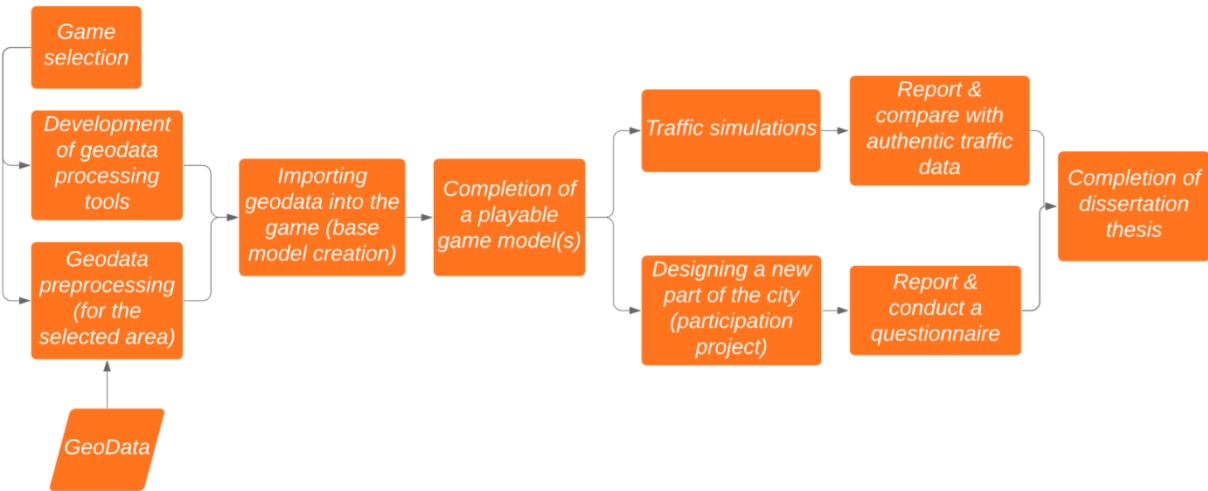 Game
selection
Development
of geodata
processing
tools
Geodata
preprocessing
(for the
selected area)
GeoData
Importing
geodata into the
game (base
model creation)
Completion of
a playable
game model(s)
Traffic simulations
Report &
compare with
authentic traffic
data
Designing a new
part of the city
(participation
project)
Report &
conduct a
questionnaire
Completion of
dissertation
thesis